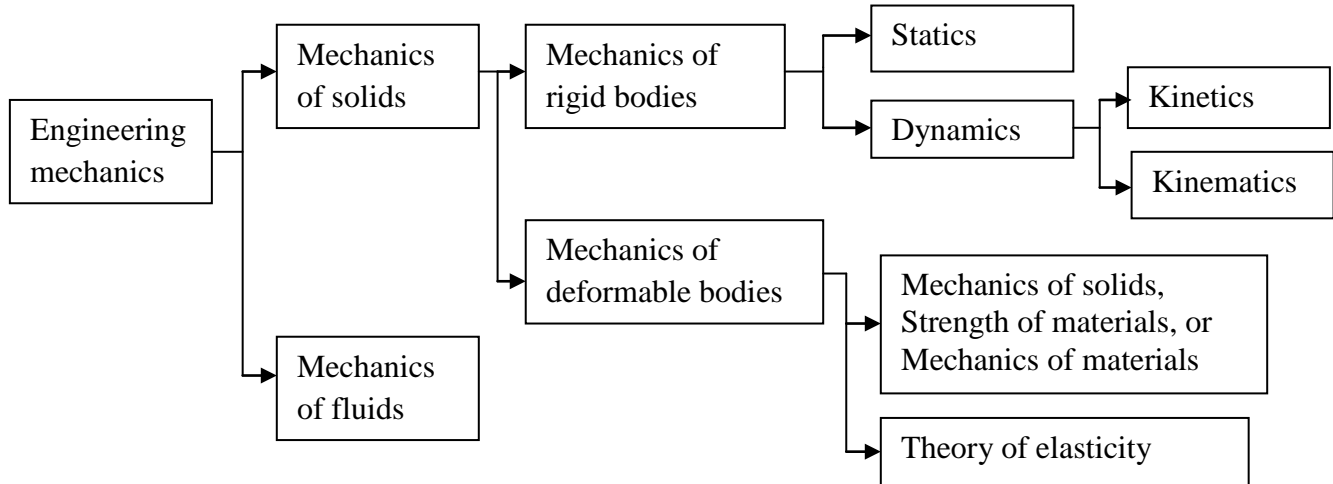 Engineering
mechanics
Mechanics
of solids
Mechanics
of fluids
Mechanics of
rigid bodies
Mechanics of
deformable bodies
Statics
Dynamics
Kinetics
Kinematics
Mechanics of solids,
Strength of materials, or
Mechanics of materials
Theory of elasticity